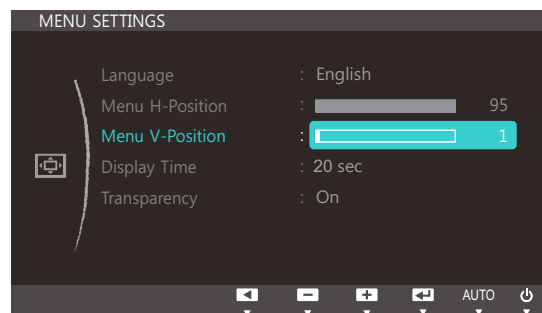 MENU SETTINGS
Language : English
Menu H-Position : 95
Menu V-Position : 1
Display Time : 20 sec
Transparency : On
AUTO